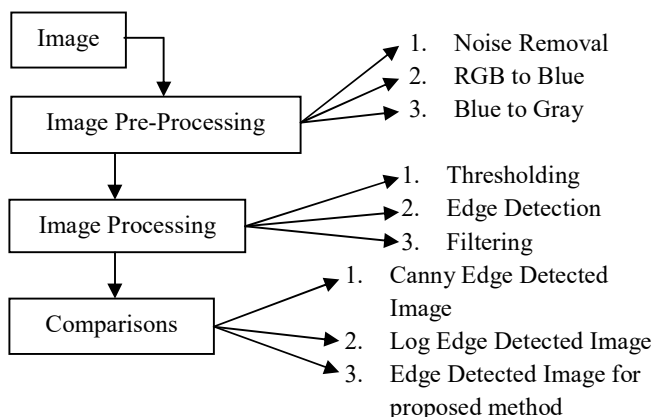 Image
1. Noise Removal
2. RGB to Blue
3. Blue to Gray
Image Pre-Processing
1. Thresholding
2. Edge Detection
3. Filtering
Image Processing
1. Canny Edge Detected
Image
2. Log Edge Detected Image
3. Edge Detected Image for
proposed method
Comparisons